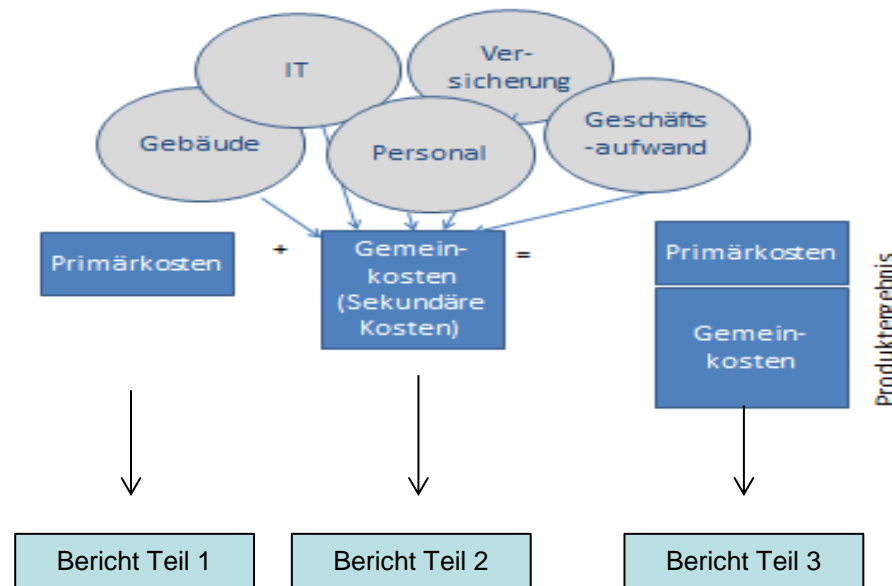 Ver-
sicherung
IT
Gebäude
Personal
Geschäfts
-aufwand
Primärkosten
+
Gemein-
kosten
(Sekundäre
Kosten)
=
Primärkosten
Gemein-
kosten
Produktergebnis
Bericht Teil 1
Bericht Teil 2
Bericht Teil 3